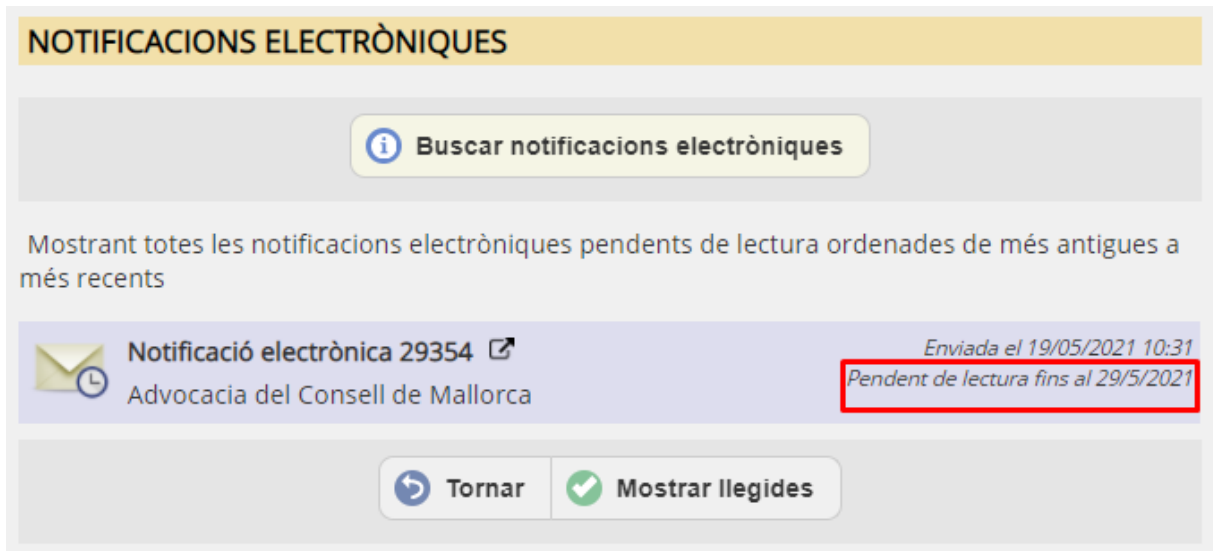 NOTIFICACIONS ELECTRÒNIQUES
Buscar notificacions electròniques
Mostrant totes les notificacions electròniques pendents de lectura ordenades de més antigues a
més recents
Notificació electrònica 29354
Enviada el 19/05/2021 10:31
Advocacia del Consell de Mallorca
Pendent de lectura fins al 29/5/2021
Tornar
Mostrar llegides